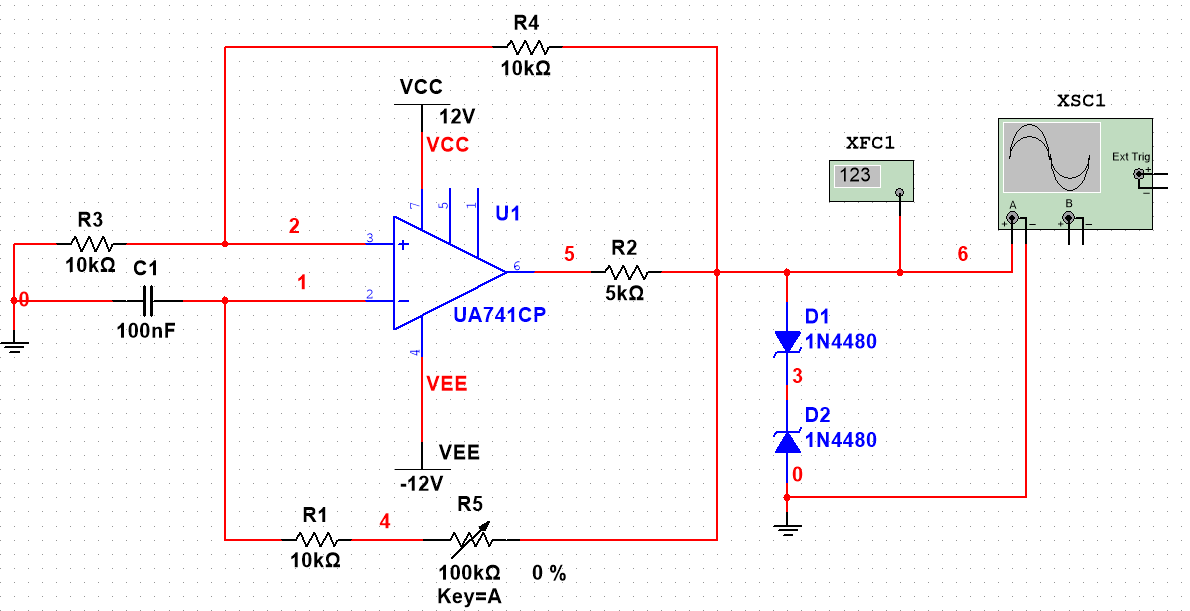 R4
10kΩ
VCC
12V
VCC
XSC1
Ext Trig
+
−
A
B
+
−
+
−
XFC1
123
7
5
1
U1
R3
10kΩ
2
3
+
C1
100nF
0
1
2
−
6
5
R2
5kΩ
6
UA741CP
4
VEE
VEE
-12V
D1
1N4480
3
D2
1N4480
0
R1
10kΩ
4
R5
100kΩ
0 %
Key=A